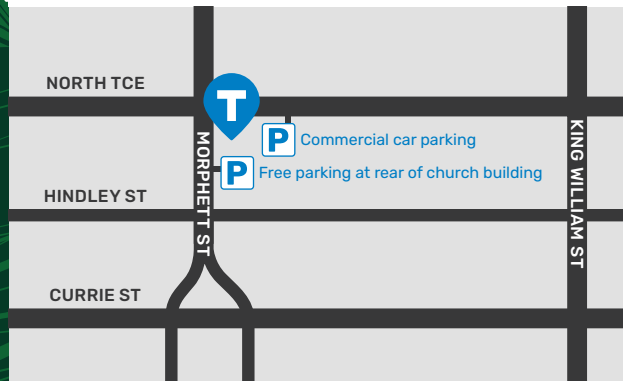 NORTH TCE
T
P Commercial car parking
P Free parking at rear of church building
MORPHETT ST
KING WILLIAM ST
HINDLEY ST
CURRIE ST